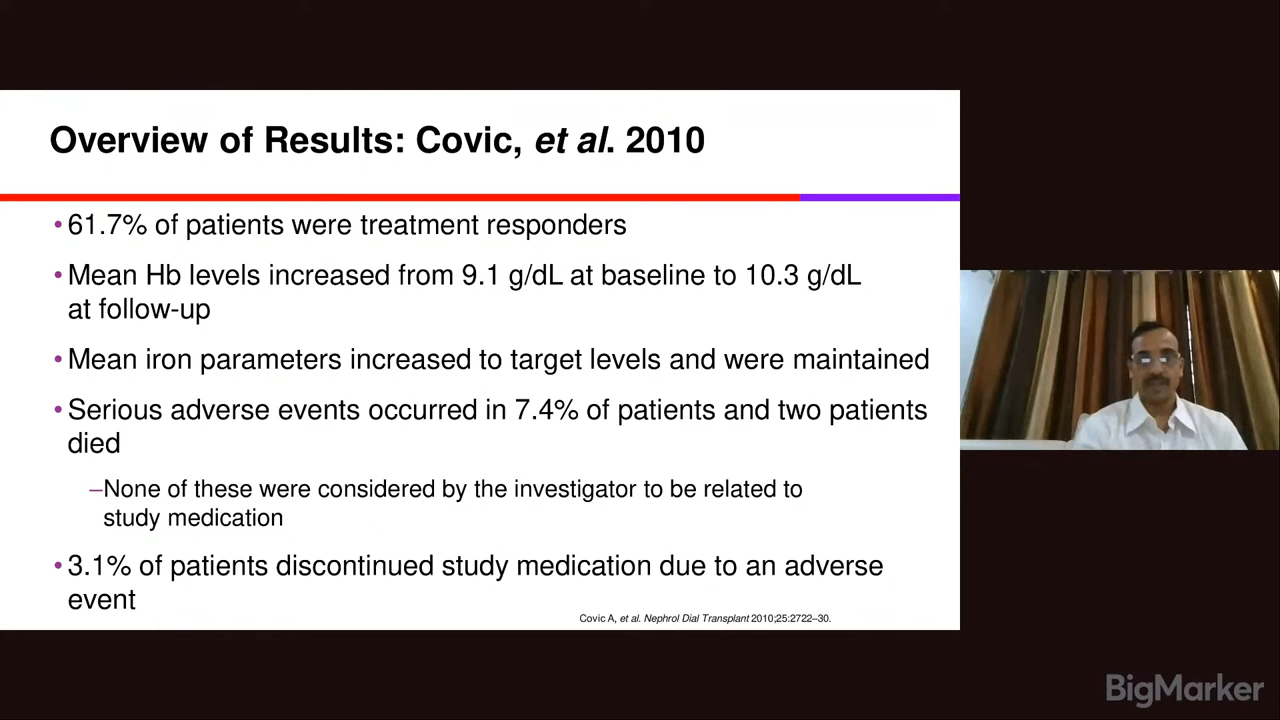 Overview of Results: Covic, et al. 2010
•61.7% of patients were treatment responders
•Mean Hb levels increased from 9.1 g/dL at baseline to 10.3 g/dL
at follow-up
•Mean iron parameters increased to target levels and were maintained
•Serious adverse events occurred in 7.4% of patients and two patients
died
–None of these were considered by the investigator to be related to
study medication
•3.1% of patients discontinued study medication due to an adverse
event
Covic A, et al. Nephrol Dial Transplant 2010;25:2722–30.
BigMarker